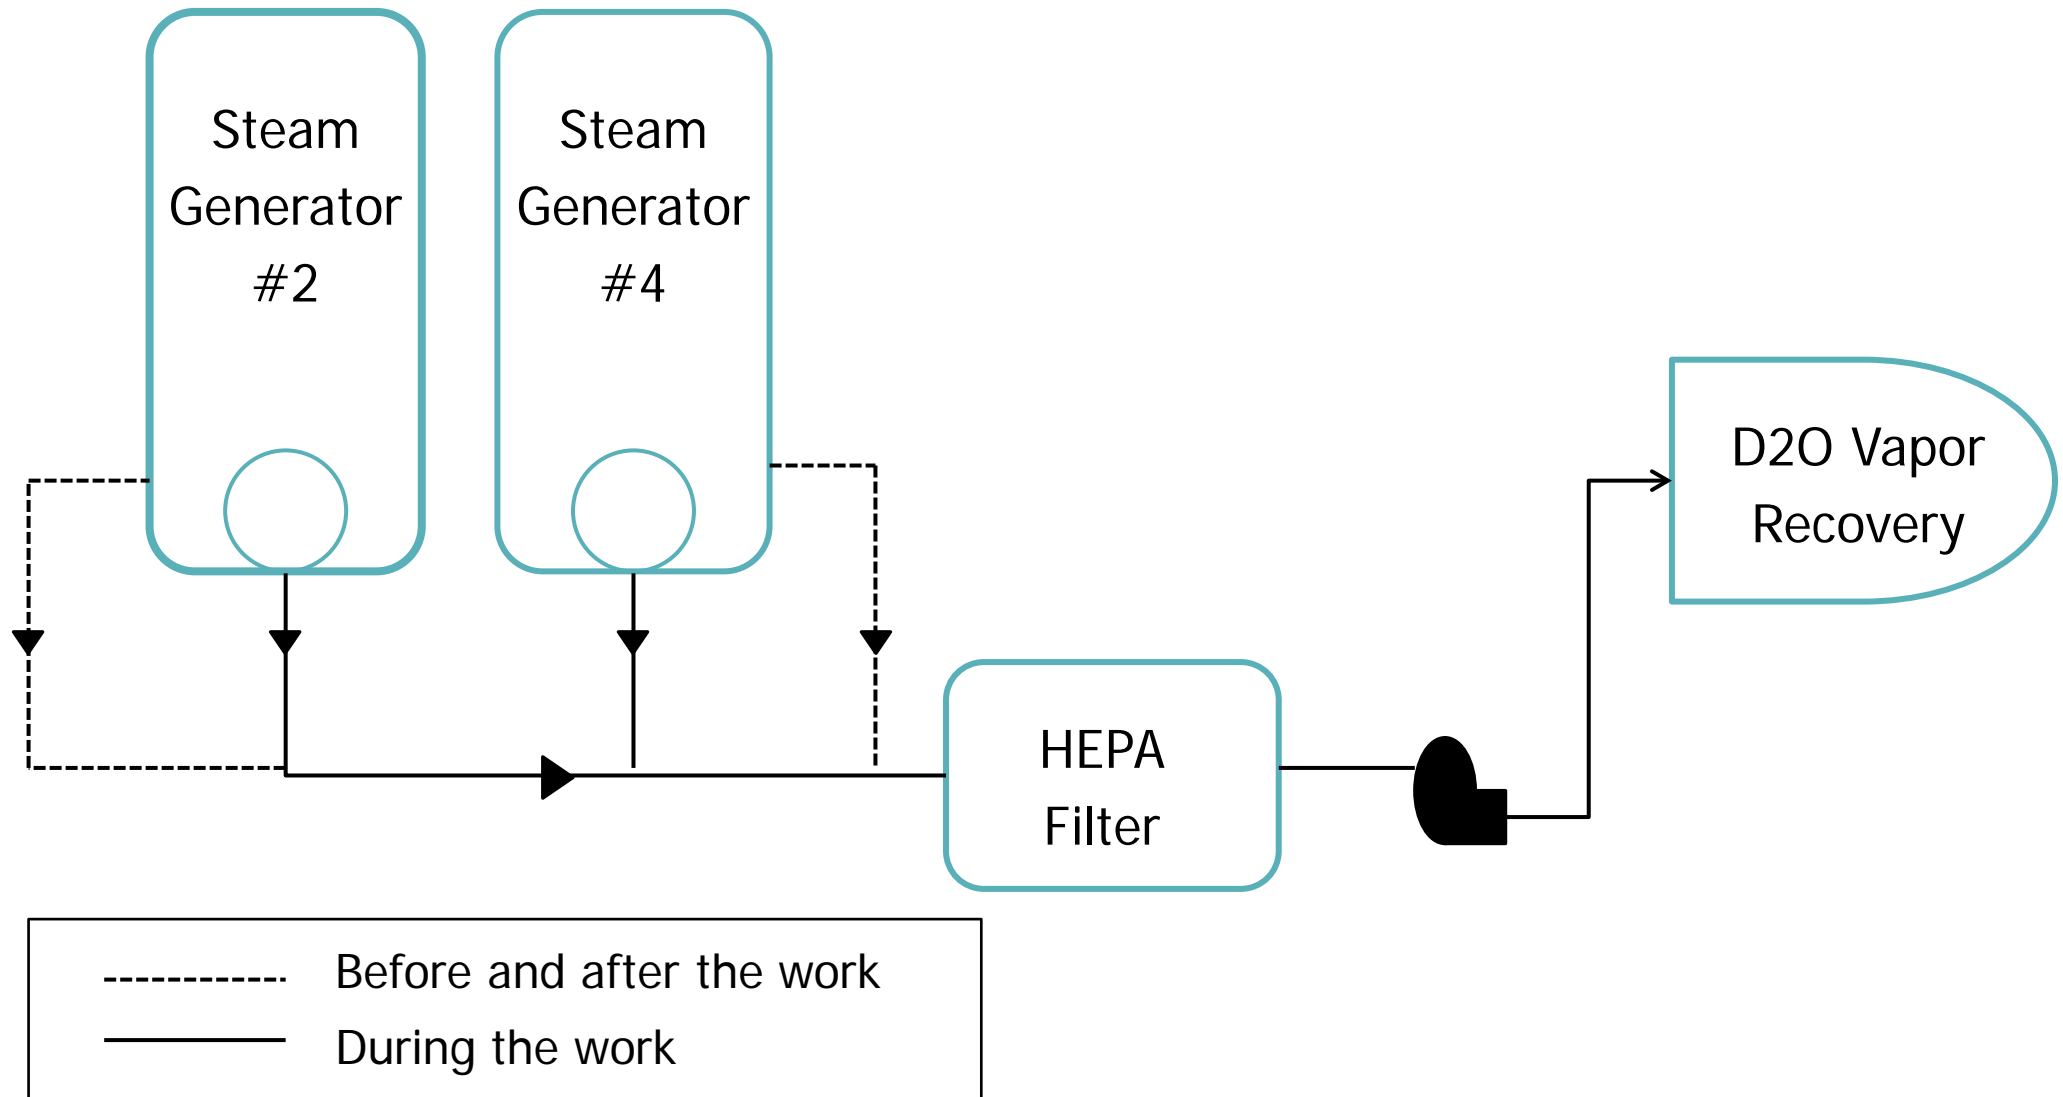 Steam
Generator
#2
Steam
Generator
#4
D2O Vapor
Recovery
HEPA
Filter
Before and after the work
During the work